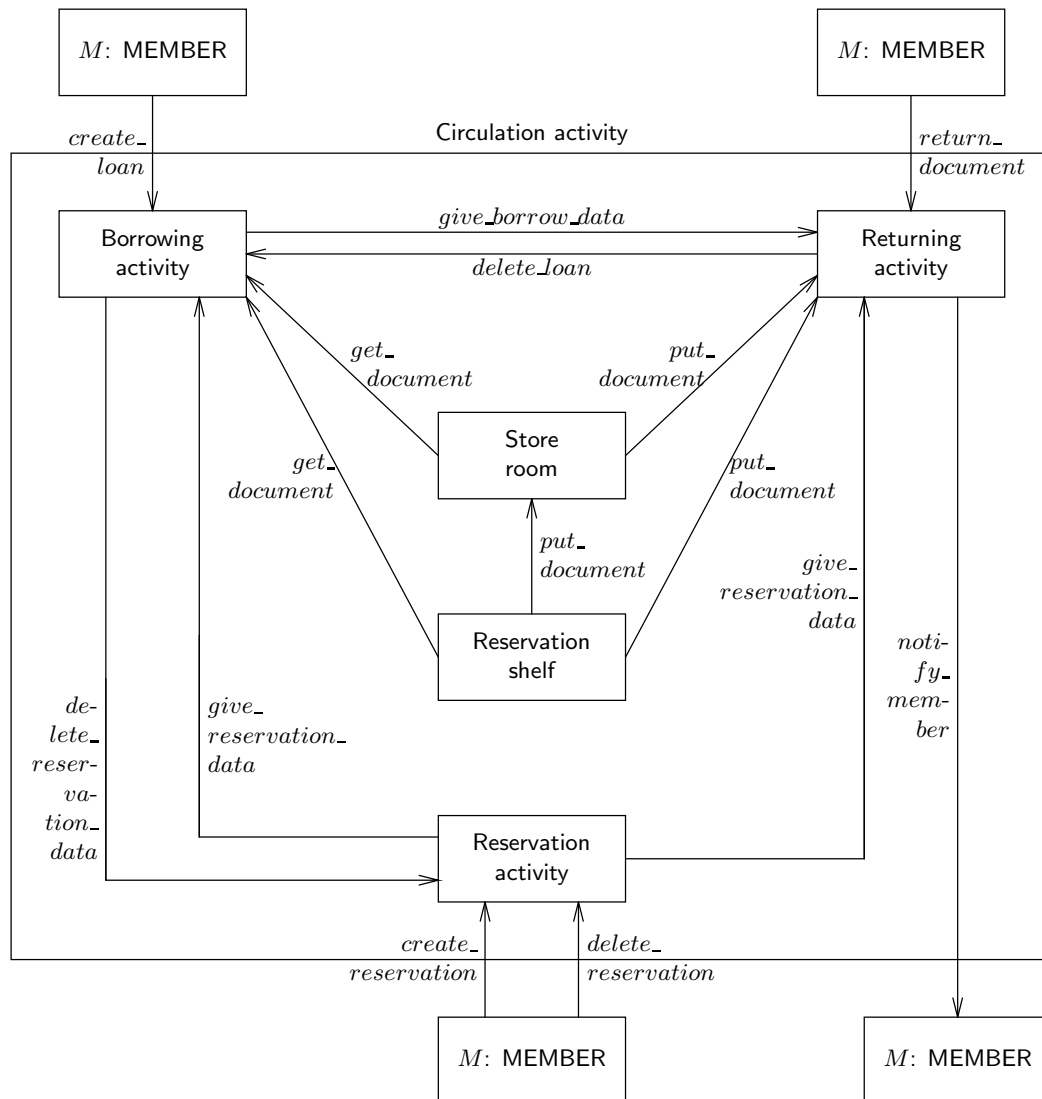 M: MEMBER
M: MEMBER
create_
loan
Circulation activity
return_
document
Borrowing
activity
give_borrow_data
delete_loan
Returning
activity
get_
document
put_
document
Store
room
get_
document
put_
document
put_
document
give_
reservation_
data
Reservation
shelf
noti-
fy_
mem-
ber
de-
lete_
reser-
va-
tion_
data
give_
reservation_
data
Reservation
activity
create_
reservation
delete_
reservation
M: MEMBER
M: MEMBER